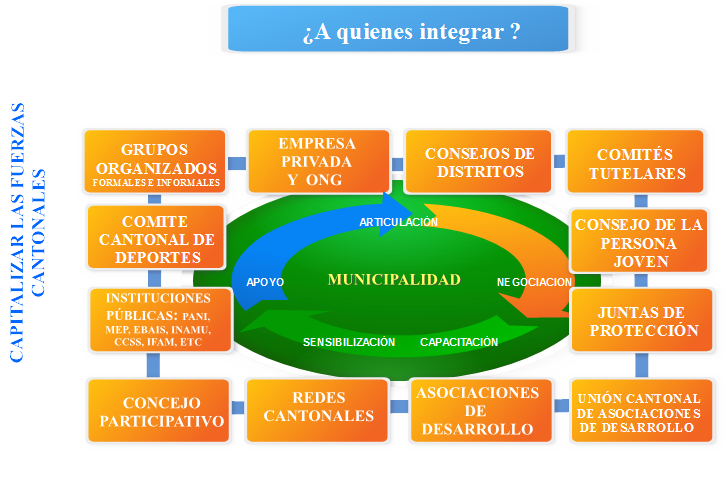 ¿A quienes integrar ?
CAPITALIZAR LAS FUERZAS
CANTONALES
GRUPOS
ORGANIZADOS
FORMALES E INFORMALES
EMPRESA
PRIVADA
Y ONG
CONSEJOS DE
DISTRITOS
COMITÉS
TUTELARES
COMITE
CANTONAL DE
DEPORTES
CONSEJO DE LA
PERSONA
JOVEN
ARTICULACIÓN
APOYO
MUNICIPALIDAD
NEGOCIACION
SENSIBILIZACIÓN
CAPACITACIÓN
INSTITUCIONES
PÚBLICAS: PANI,
MEP, EBAIS, INAMU,
CCSS, IFAM, ETC
JUNTAS DE
PROTECCIÓN
CONCEJO
PARTICIPATIVO
REDES
CANTONALES
ASOCIACIONES
DE
DESARROLLO
UNIÓN CANTONAL
DE ASOCIACIONES
DE DESARROLLO